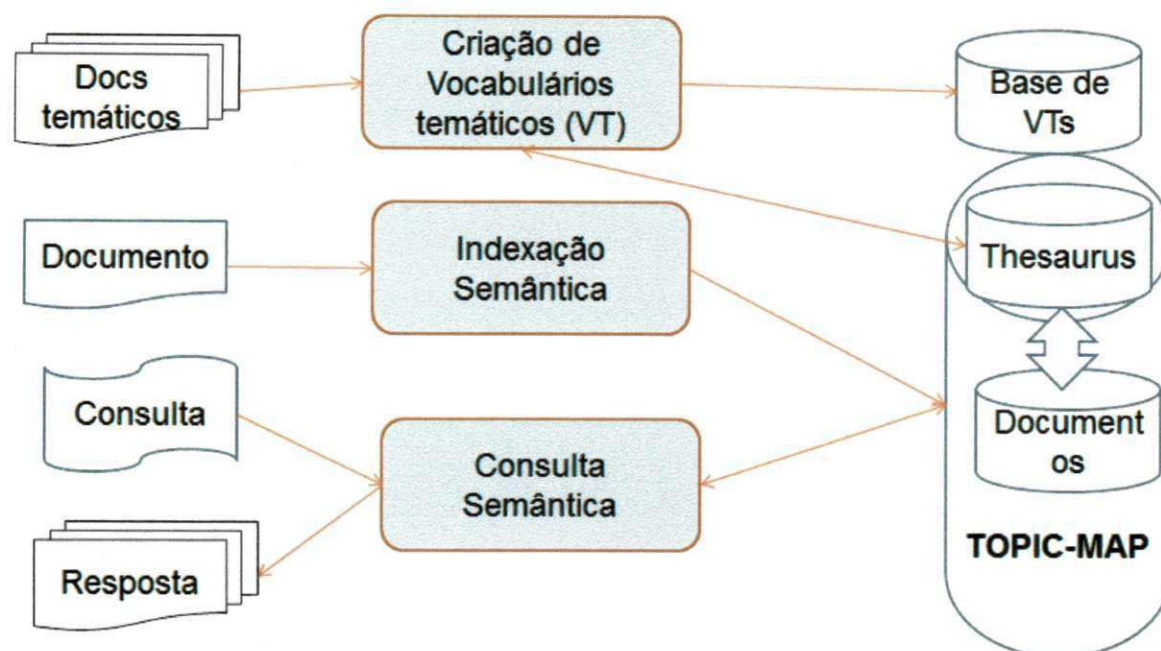 Docs
temáticos
Criação de
Vocabulários
temáticos (VT)
Base de
VTs
Documento
Indexação
Semântica
Thesaurus
Consulta
Consulta
Semântica
Document
os
Resposta
TOPIC-MAP